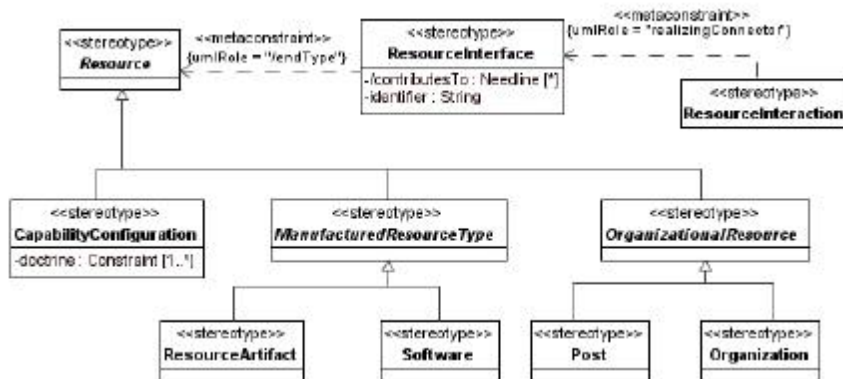 <<stereotype>>
Resource
<<metaconstraint>>
{umlRole = "/endType"}
<<stereotype>>
ResourceInterface
-/contributesTo : Needline [*]
-identifier : String
<<metaconstraint>>
{umlRole = "realizingConnector"}
<<stereotype>>
ResourceInteraction
<<stereotype>>
CapabilityConfiguration
-doctrine : Constraint [1..*]
<<stereotype>>
ManufacturedResourceType
<<stereotype>>
OrganizationalResource
<<stereotype>>
ResourceArtifact
<<stereotype>>
Software
<<stereotype>>
Post
<<stereotype>>
Organization